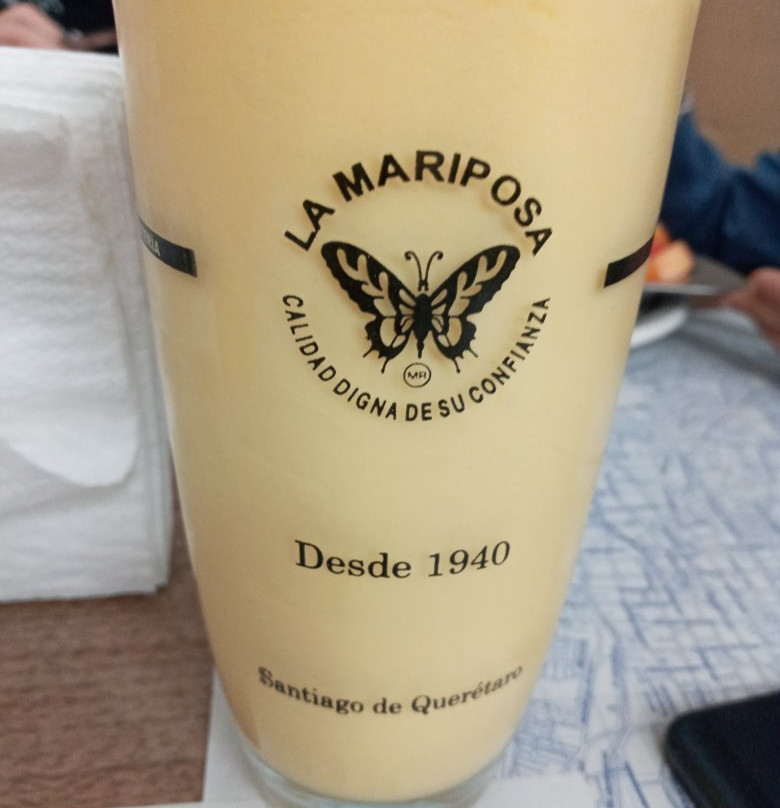 LA MARIPOSA
CALIDAD DIGNA DE SU CONFIANZA
MR
Desde 1940
Santiago de Querétaro